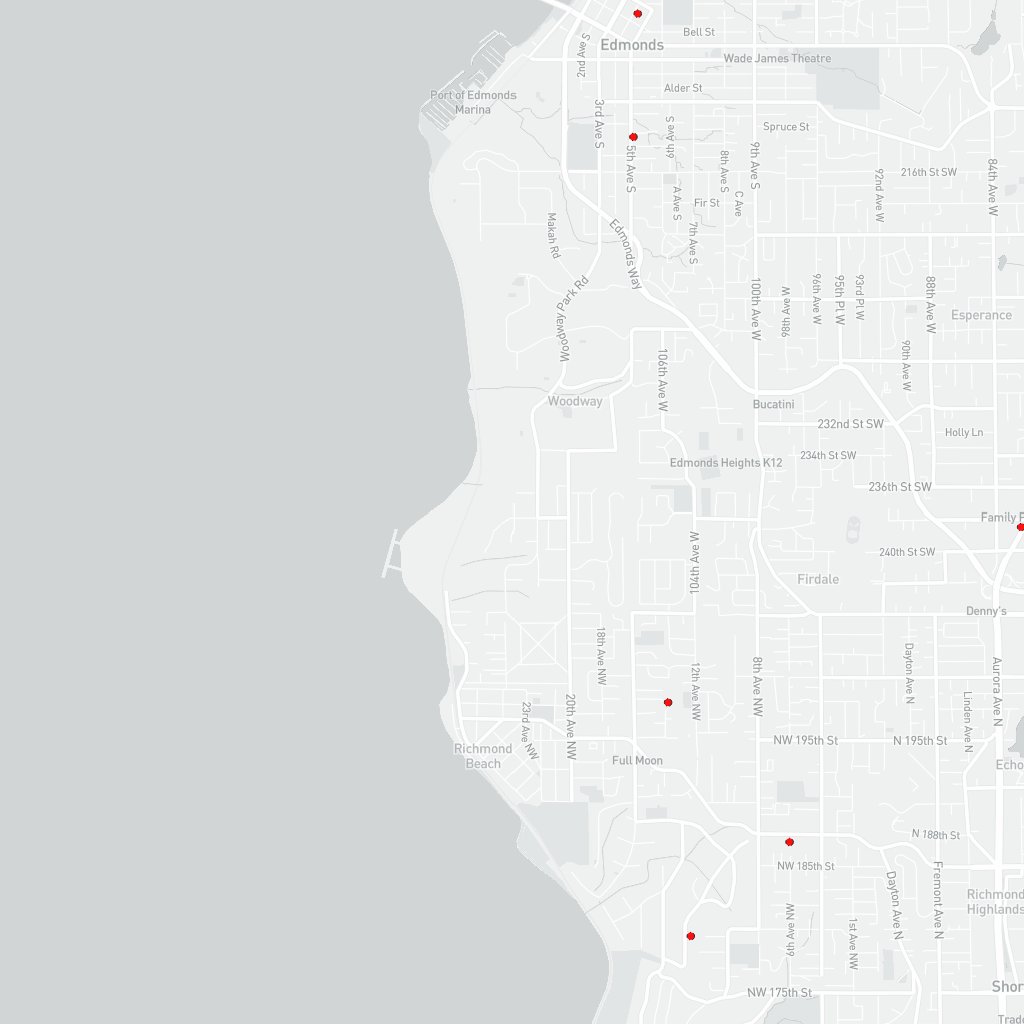 Bell St
Edmonds
2nd Ave S
Wade James Theatre
Port of Edmonds
Marina
Alder St
3rd Ave S
6th Ave S
Spruce St
5th Ave S
9th Ave S
8th Ave S
84th Ave W
216th St SW
92nd Ave W
A Ave S
C Ave
Fir St
Makah Rd
7th Ave S
Edmonds Way
100th Ave W
98th Ave W
96th Ave W
95th Pl W
93rd Pl W
88th Ave W
Woodway Park Rd
Esperance
106th Ave W
90th Ave W
Woodway
Bucatini
232nd St SW
Holly Ln
234th St SW
Edmonds Heights K12
236th St SW
Family F
104th Ave W
240th St SW
Firdale
Denny's
18th Ave NW
12th Ave NW
8th Ave NW
Dayton Ave N
Aurora Ave N
Linden Ave N
20th Ave NW
23rd Ave NW
Richmond
Beach
NW 195th St
N 195th St
Full Moon
Echo
N 188th St
NW 185th St
Dayton Ave N
Fremont Ave N
Richmond
Highlands
6th Ave NW
1st Ave NW
NW 175th St
Shor
Trade